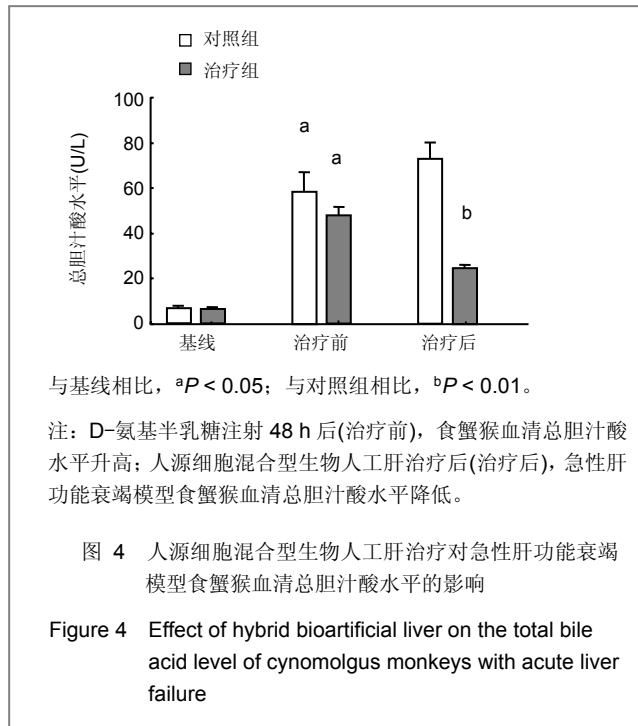 对照组
治疗组
总胆汁酸水平(U/L)
100
80
60
40
20
0
a
a
b
基线
治疗前
治疗后
与基线相比，ᵃP < 0.05；与对照组相比，ᵇP < 0.01。
注：D-氨基半乳糖注射 48 h 后(治疗前)，食蟹猴血清总胆汁酸
水平升高；人源细胞混合型生物人工肝治疗后(治疗后)，急性肝
功能衰竭模型食蟹猴血清总胆汁酸水平降低。
图 4 人源细胞混合型生物人工肝治疗对急性肝功能衰竭
模型食蟹猴血清总胆汁酸水平的影响
Figure 4 Effect of hybrid bioartificial liver on the total bile
acid level of cynomolgus monkeys with acute liver
failure